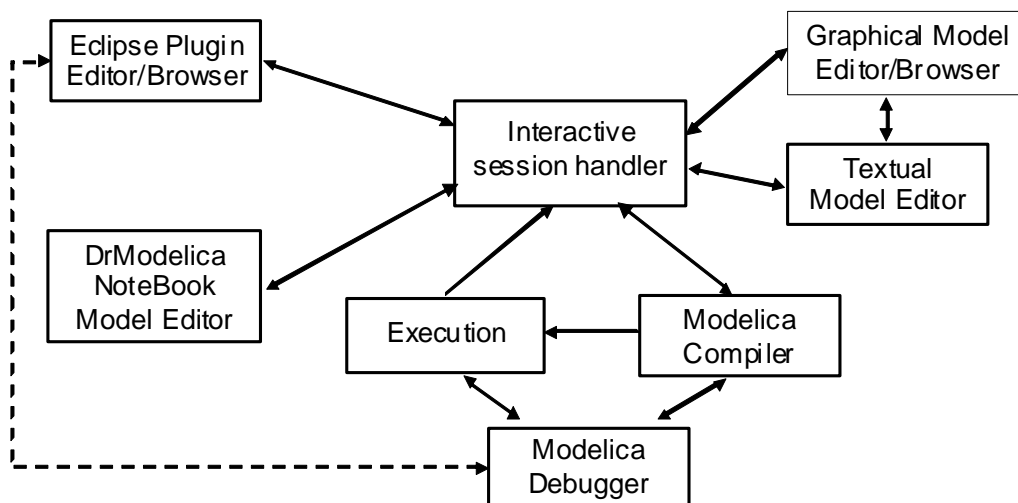 Eclipse Plugin
Editor/Browser
Graphical Model
Editor/Browser
Interactive
session handler
Textual
Model Editor
DrModelica
NoteBook
Model Editor
Execution
Modelica
Compiler
Modelica
Debugger